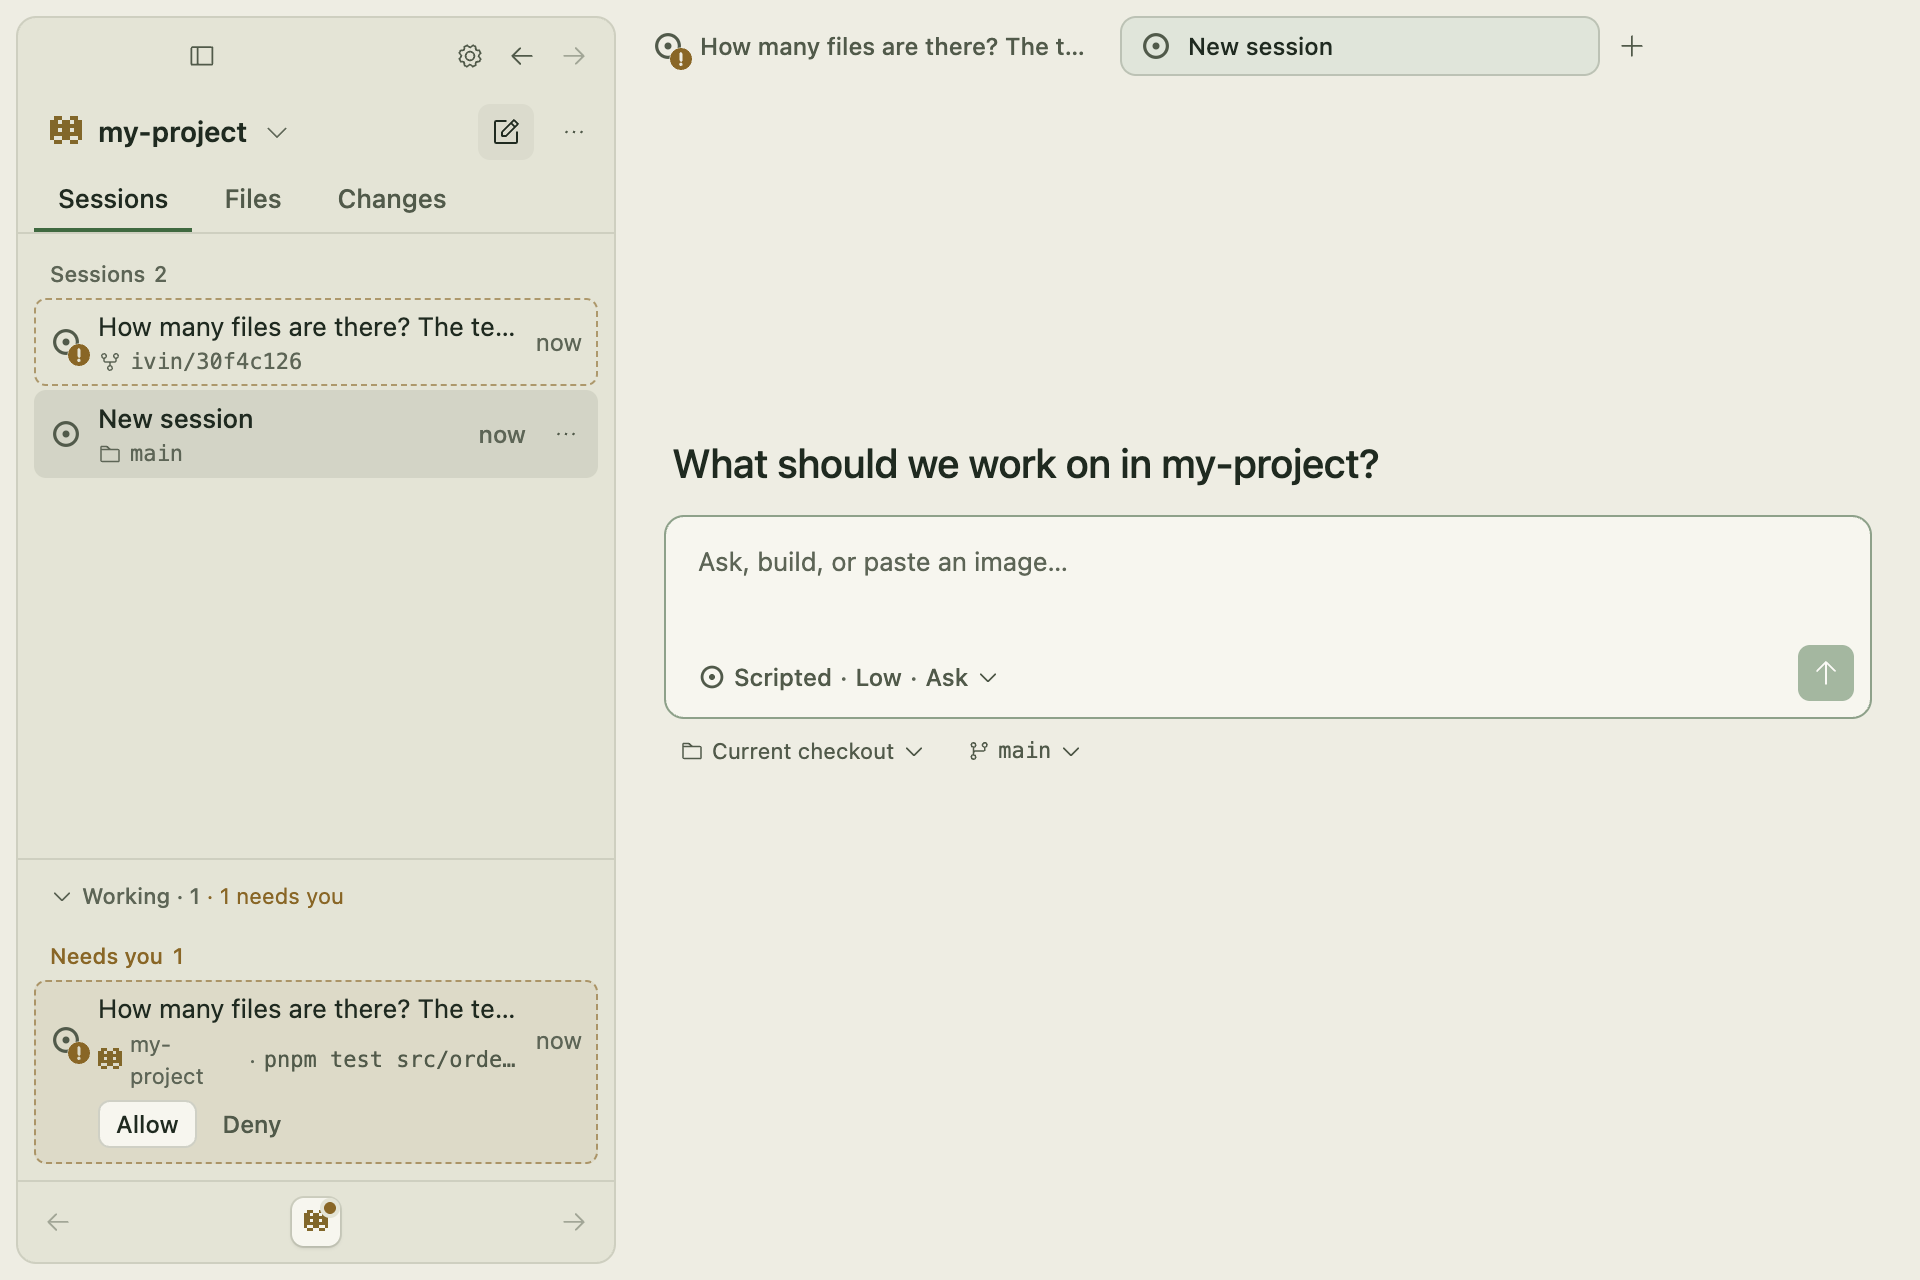 How many files are there? The t...
New session
my-project
Sessions
Files
Changes
Sessions 2
How many files are there? The te...
now
ivin/30f4c126
New session
now
main
What should we work on in my-project?
Ask, build, or paste an image...
Scripted · Low · Ask
Current checkout
main
Working · 1 · 1 needs you
Needs you 1
How many files are there? The te...
now
my-project · pnpm test src/orde...
Allow
Deny